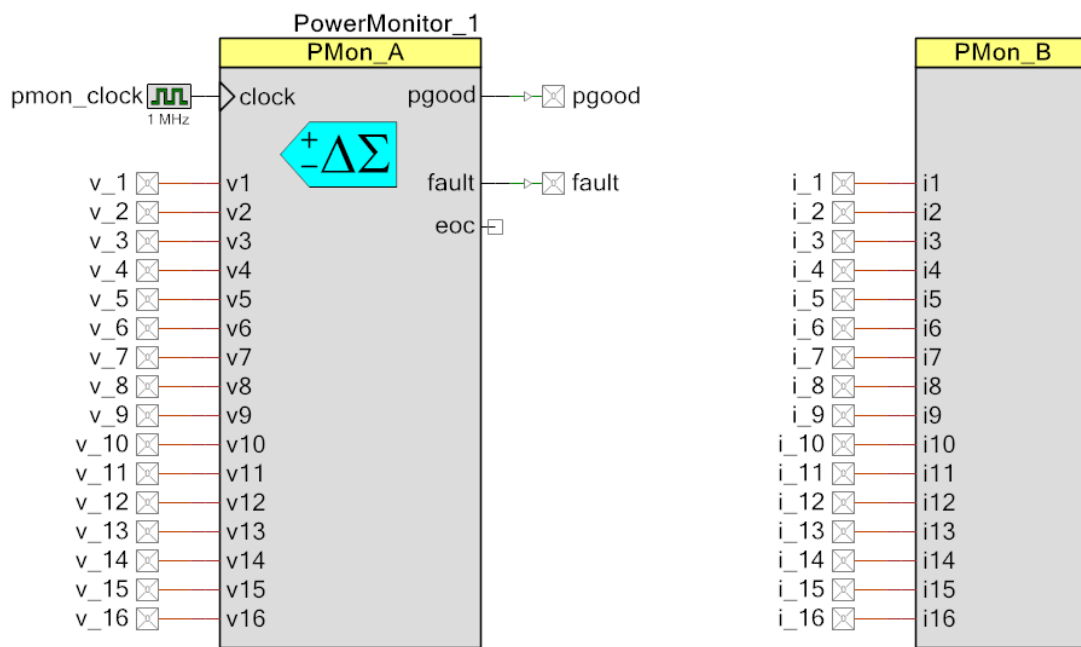 PowerMonitor_1
PMon_A
PMon_B
pmon_clock
1 MHz
clock
pgood
pgood
+
−ΔΣ
fault
fault
eoc
v_1 v1
v_2 v2
v_3 v3
v_4 v4
v_5 v5
v_6 v6
v_7 v7
v_8 v8
v_9 v9
v_10 v10
v_11 v11
v_12 v12
v_13 v13
v_14 v14
v_15 v15
v_16 v16
i_1 i1
i_2 i2
i_3 i3
i_4 i4
i_5 i5
i_6 i6
i_7 i7
i_8 i8
i_9 i9
i_10 i10
i_11 i11
i_12 i12
i_13 i13
i_14 i14
i_15 i15
i_16 i16